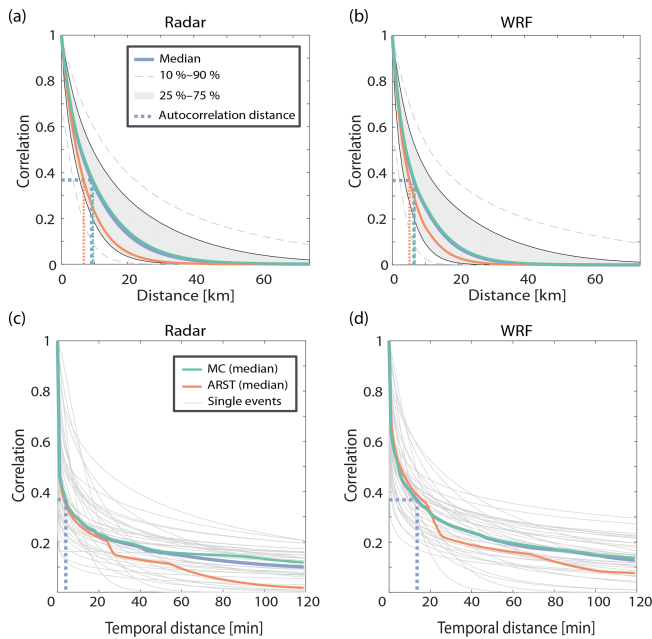 (a)
Radar
1
0.8
0.6
0.4
0.2
0
Correlation
Median
10 %–90 %
25 %–75 %
Autocorrelation distance
0 20 40 60
Distance [km]
(b)
WRF
1
0.8
0.6
0.4
0.2
0
Correlation
0 20 40 60
Distance [km]
(c)
Radar
1
0.8
0.6
0.4
0.2
Correlation
MC (median)
ARST (median)
Single events
0 20 40 60 80 100 120
Temporal distance [min]
(d)
WRF
1
0.8
0.6
0.4
0.2
Correlation
0 20 40 60 80 100 120
Temporal distance [min]